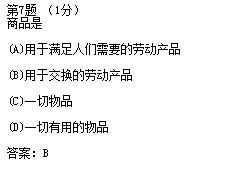 第7题 （1分）
商品是
(A)用于满足人们需要的劳动产品
(B)用于交换的劳动产品
(C)一切物品
(D)一切有用的物品
答案：B